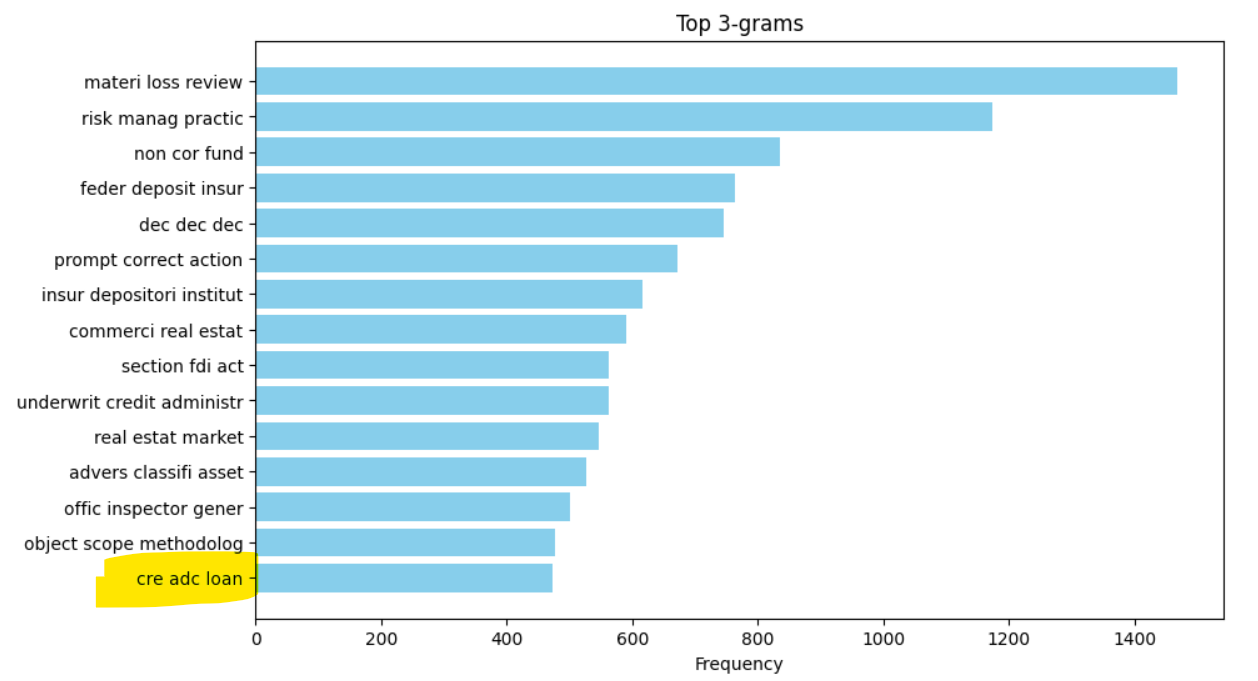 Top 3-grams
materi loss review
risk manag practic
non cor fund
feder deposit insur
dec dec dec
prompt correct action
insur depositori institut
commerci real estat
section fdi act
underwrit credit administr
real estat market
advers classifi asset
offic inspector gener
object scope methodolog
cre adc loan
0 200 400 600 800 1000 1200 1400
Frequency